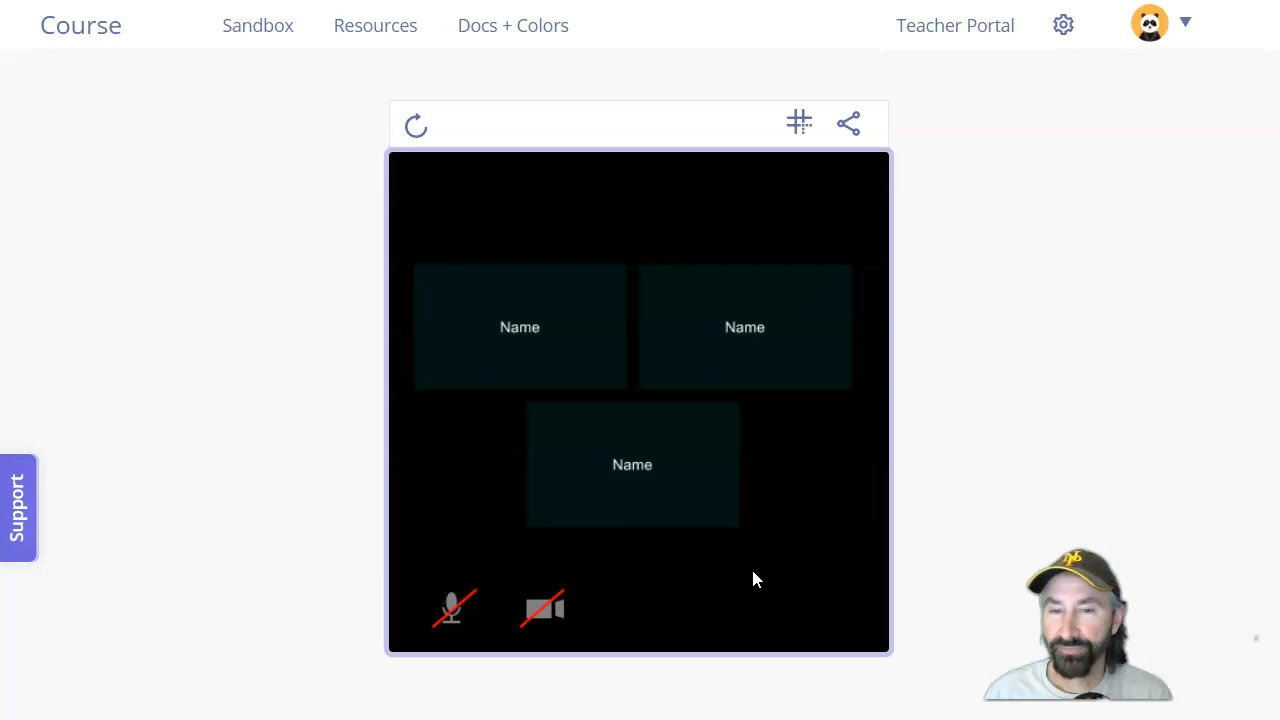 Course
Sandbox
Resources
Docs + Colors
Teacher Portal
Name
Name
Name
Support